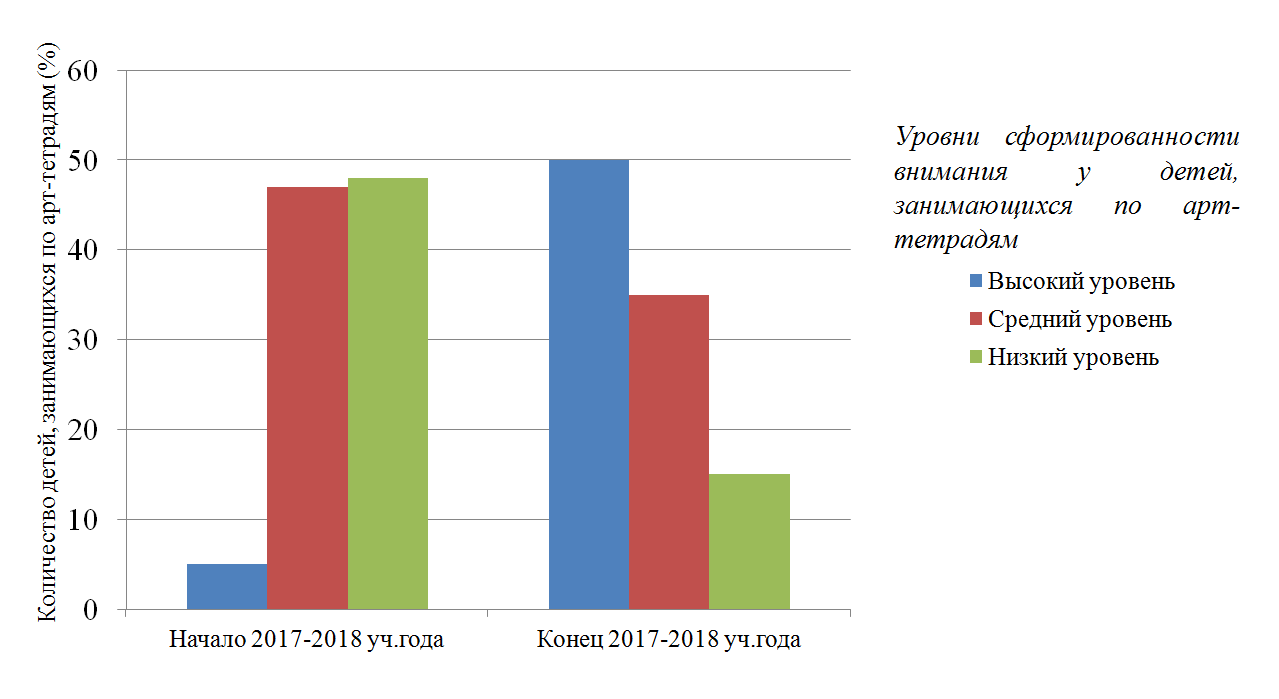 Количество детей, занимающихся по арт-тетрадям (%)
60
50
40
30
20
10
0
Начало 2017-2018 уч.года
Конец 2017-2018 уч.года
Уровни сформированности
внимания у детей,
занимающихся по арт-
тетрадям
Высокий уровень
Средний уровень
Низкий уровень